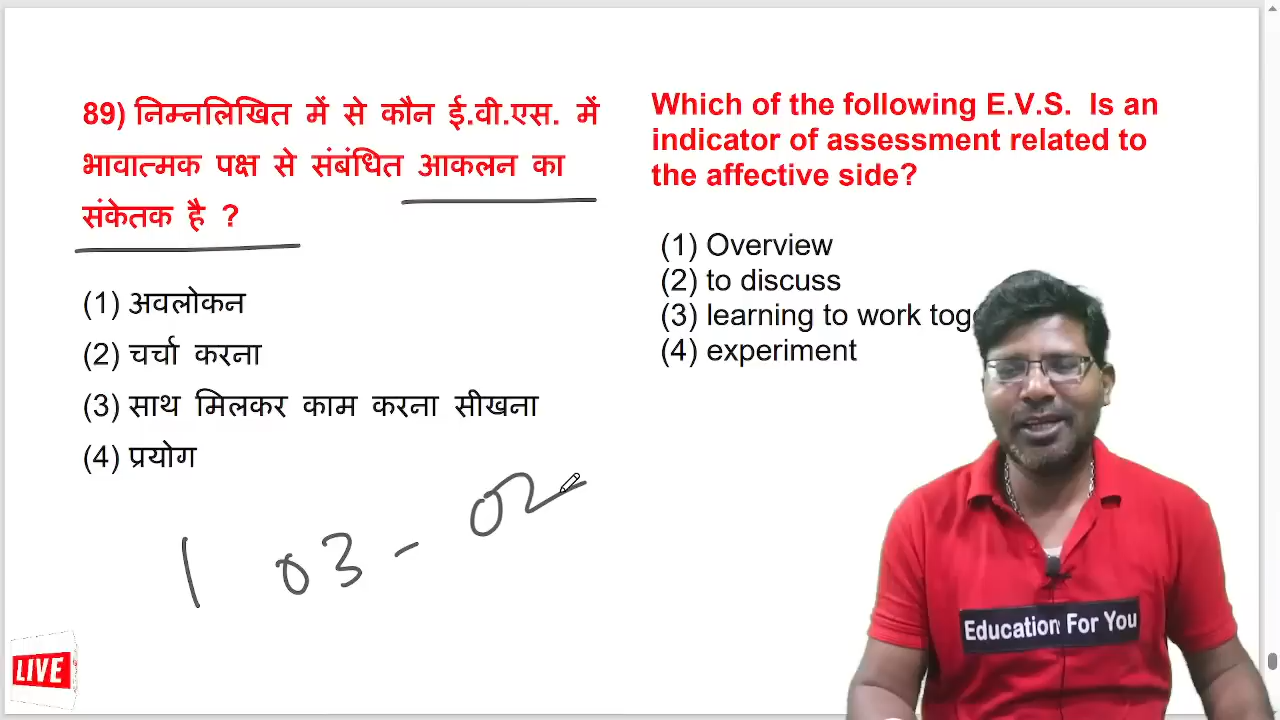 89) निम्नलिखित में से कौन ई.वी.एस. में
भावात्मक पक्ष से संबंधित आकलन का
संकेतक है ?
(1) अवलोकन
(2) चर्चा करना
(3) साथ मिलकर काम करना सीखना
(4) प्रयोग
Which of the following E.V.S. Is an
indicator of assessment related to
the affective side?
(1) Overview
(2) to discuss
(3) learning to work
(4) experiment
1 03 - 02
Education For You
LIVE